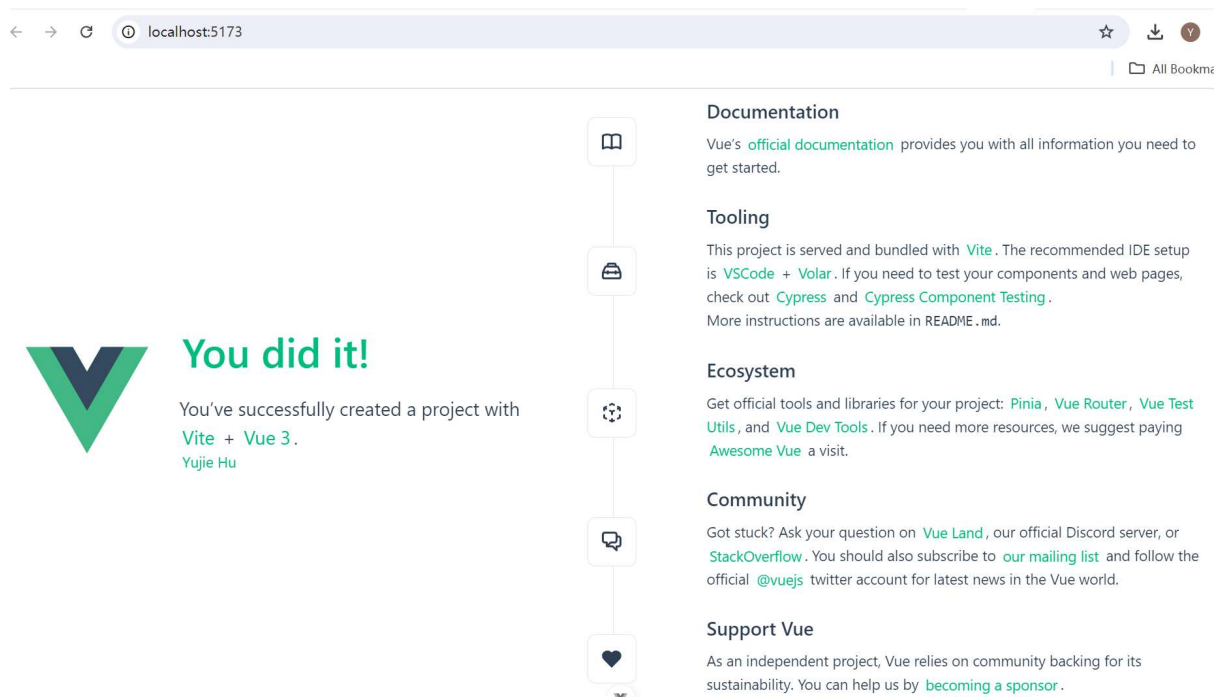 localhost:5173
Y
All Bookma
You did it!
You’ve successfully created a project with
Vite + Vue 3.
Yujie Hu
Documentation
Vue’s official documentation provides you with all information you need to
get started.
Tooling
This project is served and bundled with Vite. The recommended IDE setup
is VSCode + Volar. If you need to test your components and web pages,
check out Cypress and Cypress Component Testing.
More instructions are available in README.md.
Ecosystem
Get official tools and libraries for your project: Pinia, Vue Router, Vue Test
Utils, and Vue Dev Tools. If you need more resources, we suggest paying
Awesome Vue a visit.
Community
Got stuck? Ask your question on Vue Land, our official Discord server, or
StackOverflow. You should also subscribe to our mailing list and follow the
official @vuejs twitter account for latest news in the Vue world.
Support Vue
As an independent project, Vue relies on community backing for its
sustainability. You can help us by becoming a sponsor.